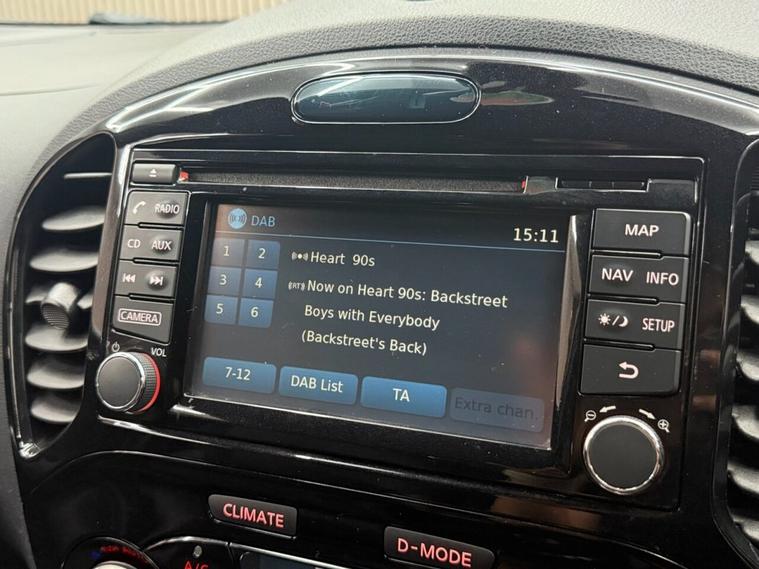 DAB
15:11
1
2
3
4
5
6
Heart 90s
(RT) Now on Heart 90s: Backstreet
Boys with Everybody
(Backstreet's Back)
7-12
DAB List
TA
Extra chan.
RADIO
CD AUX
CAMERA
VOL
MAP
NAV INFO
SETUP
CLIMATE
D-MODE
A/C